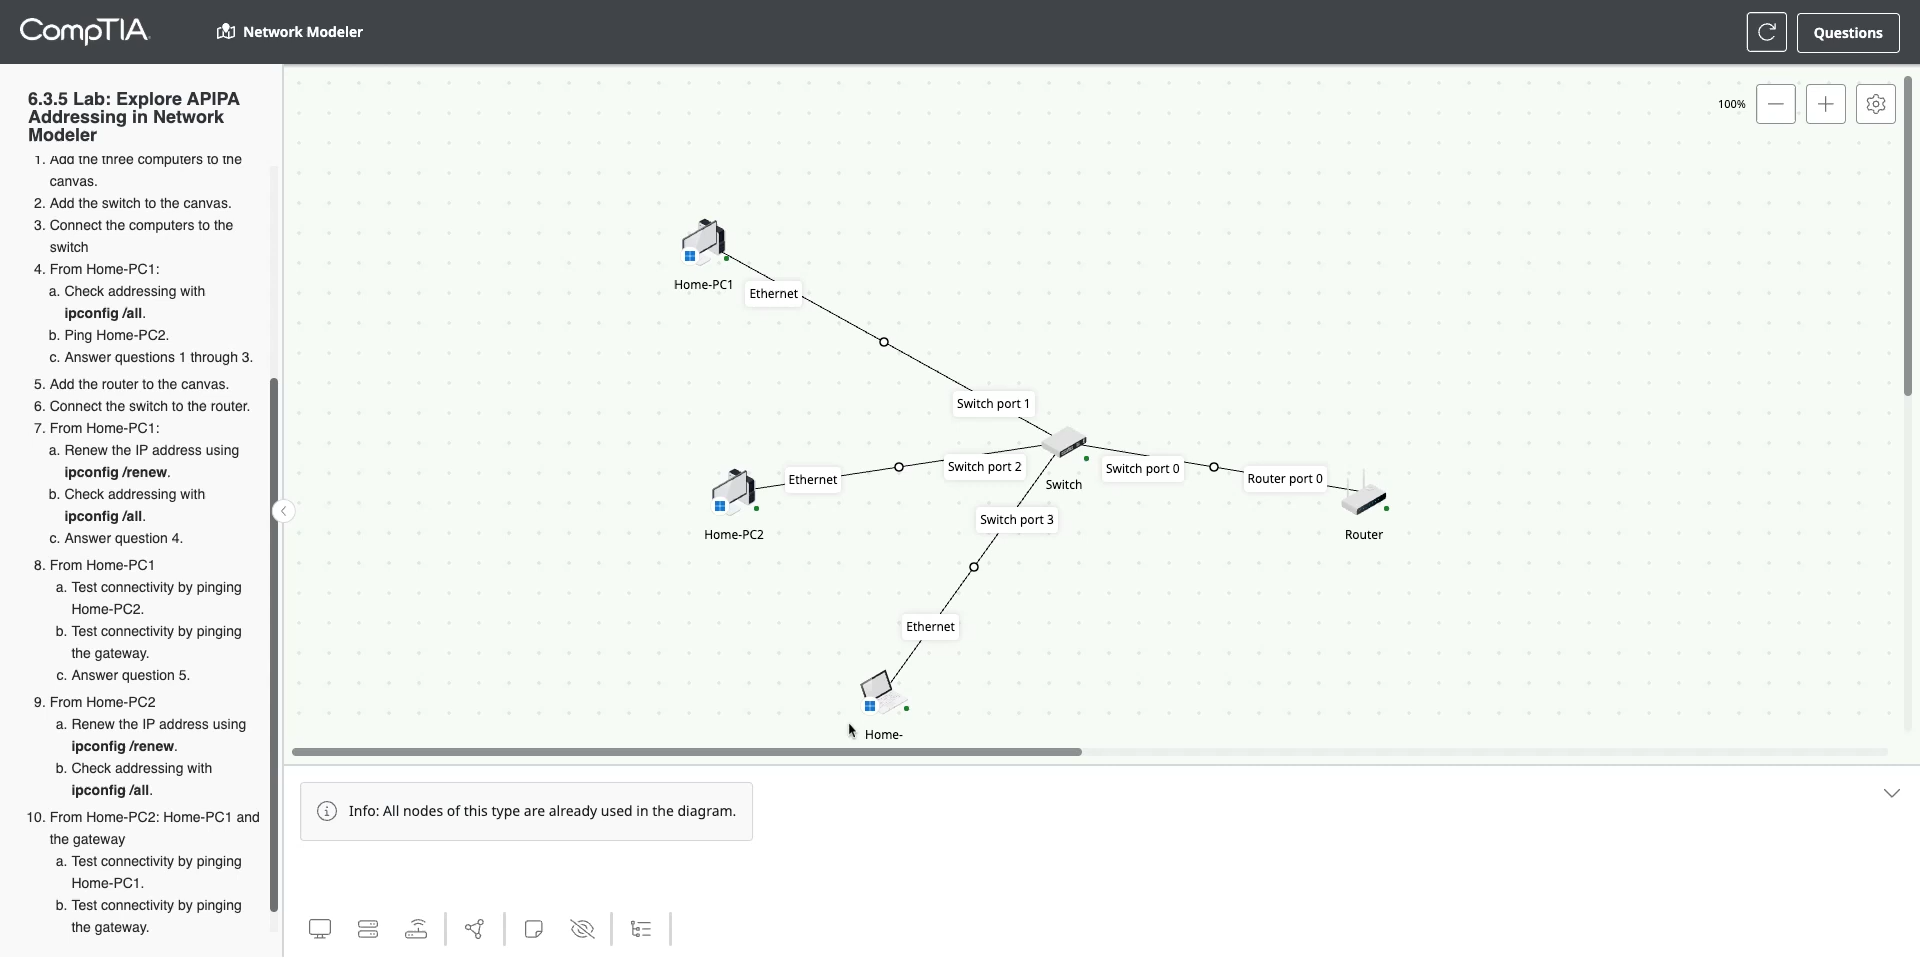 CompTIA.
Network Modeler
Questions
6.3.5 Lab: Explore APIPA
Addressing in Network
Modeler
1. Add the three computers to the
canvas.
2. Add the switch to the canvas.
3. Connect the computers to the
switch
4. From Home-PC1:
a. Check addressing with
ipconfig /all.
b. Ping Home-PC2.
c. Answer questions 1 through 3.
5. Add the router to the canvas.
6. Connect the switch to the router.
7. From Home-PC1:
a. Renew the IP address using
ipconfig /renew.
b. Check addressing with
ipconfig /all.
c. Answer question 4.
8. From Home-PC1
a. Test connectivity by pinging
Home-PC2.
b. Test connectivity by pinging
the gateway.
c. Answer question 5.
9. From Home-PC2
a. Renew the IP address using
ipconfig /renew.
b. Check addressing with
ipconfig /all.
10. From Home-PC2: Home-PC1 and
the gateway
a. Test connectivity by pinging
Home-PC1.
b. Test connectivity by pinging
the gateway.
100%
Home-PC1
Ethernet
Switch port 1
Ethernet
Switch port 2
Switch port 0
Router port 0
Home-PC2
Switch
Router
Switch port 3
Ethernet
Home-
Info: All nodes of this type are already used in the diagram.